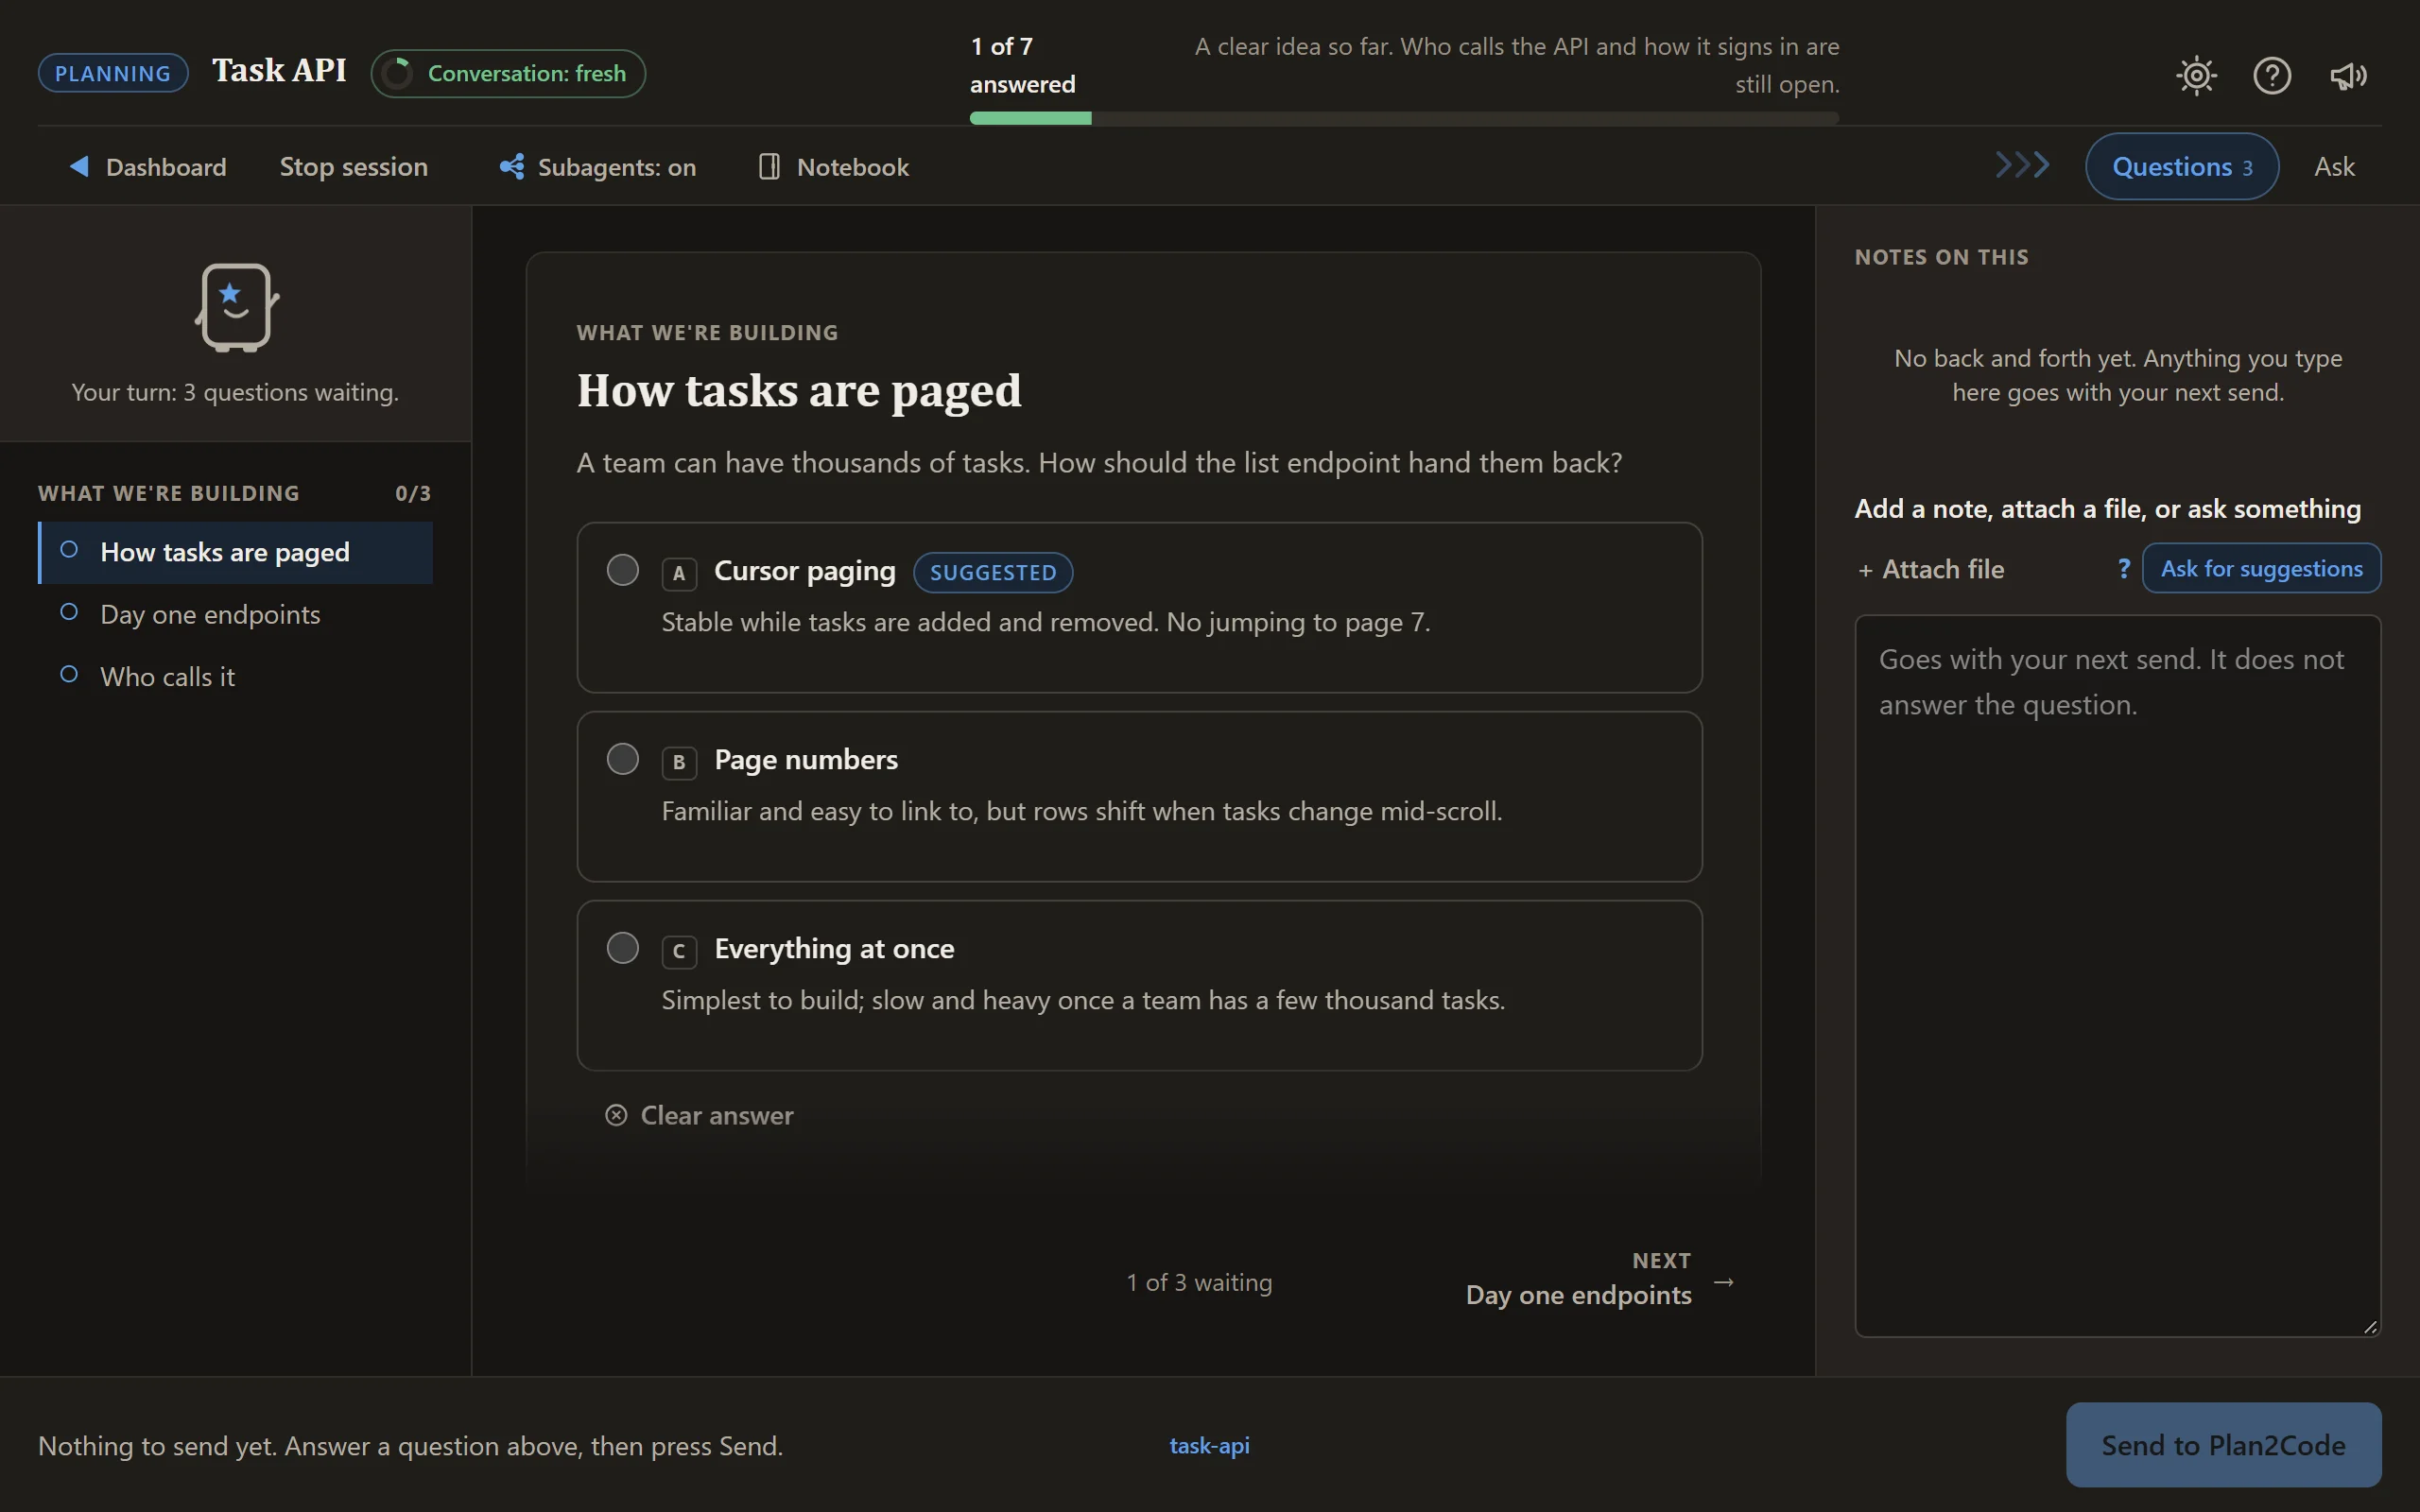 PLANNING
Task API
Conversation: fresh
1 of 7
answered
A clear idea so far. Who calls the API and how it signs in are
still open.
Dashboard
Stop session
Subagents: on
Notebook
Questions 3
Ask
Your turn: 3 questions waiting.
WHAT WE'RE BUILDING 0/3
How tasks are paged
Day one endpoints
Who calls it
WHAT WE'RE BUILDING
How tasks are paged
A team can have thousands of tasks. How should the list endpoint hand them back?
A Cursor paging SUGGESTED
Stable while tasks are added and removed. No jumping to page 7.
B Page numbers
Familiar and easy to link to, but rows shift when tasks change mid-scroll.
C Everything at once
Simplest to build; slow and heavy once a team has a few thousand tasks.
Clear answer
1 of 3 waiting
NEXT
Day one endpoints →
NOTES ON THIS
No back and forth yet. Anything you type
here goes with your next send.
Add a note, attach a file, or ask something
+ Attach file
? Ask for suggestions
Goes with your next send. It does not
answer the question.
Nothing to send yet. Answer a question above, then press Send.
task-api
Send to Plan2Code